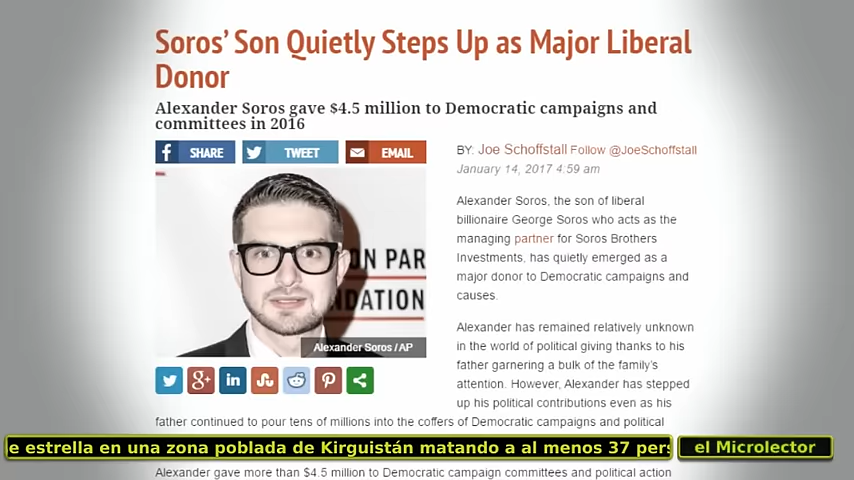 Soros' Son Quietly Steps Up as Major Liberal
Donor
Alexander Soros gave $4.5 million to Democratic campaigns and
committees in 2016
SHARE
TWEET
EMAIL
BY: Joe Schoffstall Follow @JoeSchoffstall
January 14, 2017 4:59 am
Alexander Soros, the son of liberal
billionaire George Soros who acts as the
managing partner for Soros Brothers
Investments, has quietly emerged as a
major donor to Democratic campaigns and
causes.
ON PAR
NDATION
Alexander Soros / AP
Alexander has remained relatively unknown
in the world of political giving thanks to his
father garnering a bulk of the family's
attention. However, Alexander has stepped
up his political contributions even as his
father continued to pour tens of millions into the coffers of Democratic campaigns and political
e estrella en una zona poblada de Kirguistán matando a al menos 37 pers
el Microlector
Alexander gave more than $4.5 million to Democratic campaign committees and political action